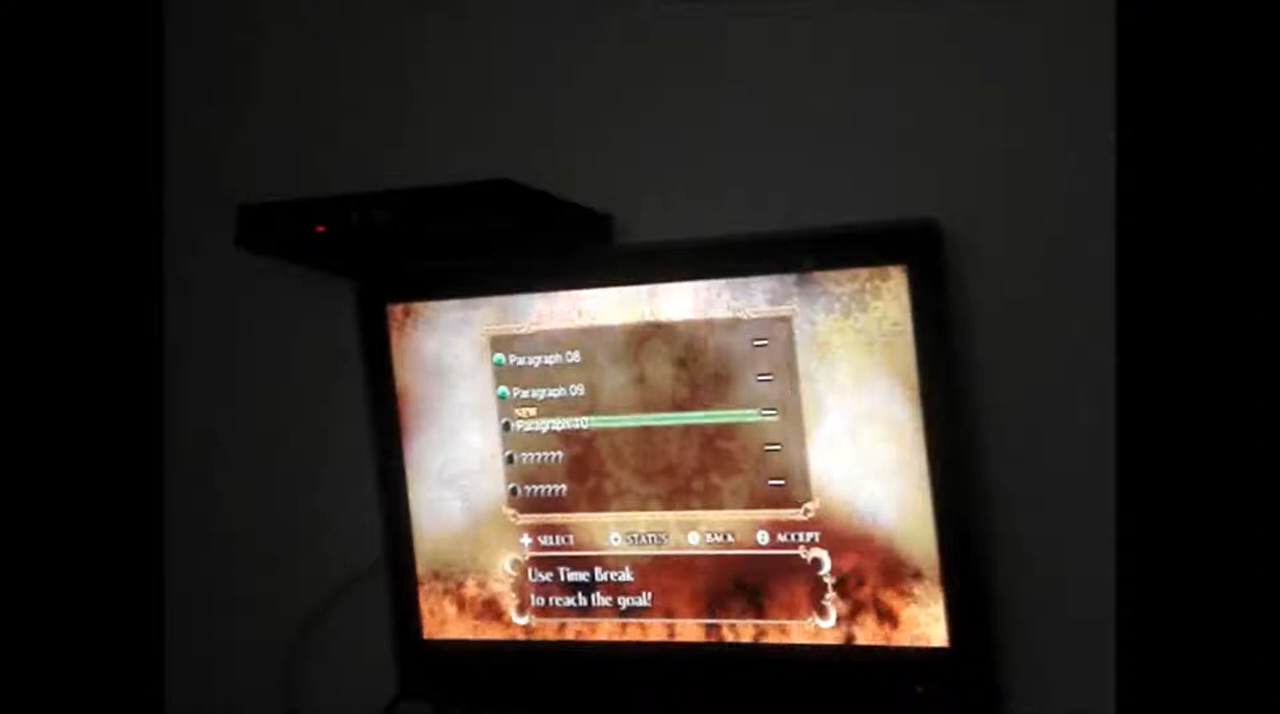 Paragraph 08
Paragraph 09
NEW
Paragraph 10
??????
??????
SELECT STATUS BACK ACCEPT
Use Time Break
to reach the goal!